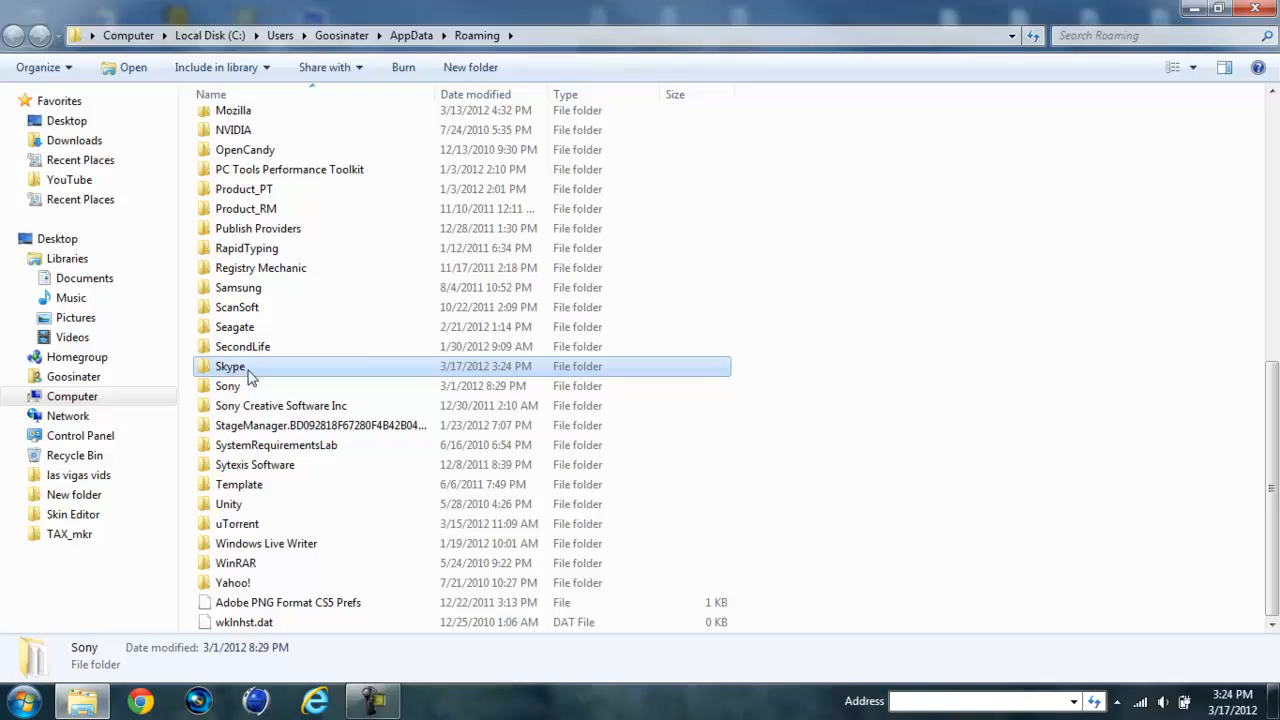 Computer ▸ Local Disk (C:) ▸ Users ▸ Goosinater ▸ AppData ▸ Roaming ▸
Search Roaming
Organize Open Include in library Share with Burn New folder
Name Date modified Type Size
Favorites
Desktop
Downloads
Recent Places
YouTube
Recent Places
Desktop
Libraries
Documents
Music
Pictures
Videos
Homegroup
Goosinater
Computer
Network
Control Panel
Recycle Bin
las vigas vids
New folder
Skin Editor
TAX_mkr
Mozilla 3/13/2012 4:32 PM File folder
NVIDIA 7/24/2010 5:35 PM File folder
OpenCandy 12/13/2010 9:30 PM File folder
PC Tools Performance Toolkit 1/3/2012 2:10 PM File folder
Product_PT 1/3/2012 2:01 PM File folder
Product_RM 11/10/2011 12:11 ... File folder
Publish Providers 12/28/2011 1:30 PM File folder
RapidTyping 1/12/2011 6:34 PM File folder
Registry Mechanic 11/17/2011 2:18 PM File folder
Samsung 8/4/2011 10:52 PM File folder
ScanSoft 10/22/2011 2:09 PM File folder
Seagate 2/21/2012 1:14 PM File folder
SecondLife 1/30/2012 9:09 AM File folder
Skype 3/17/2012 3:24 PM File folder
Sony 3/1/2012 8:29 PM File folder
Sony Creative Software Inc 12/30/2011 2:10 AM File folder
StageManager.BD092818F67280F4B42B04... 1/23/2012 7:07 PM File folder
SystemRequirementsLab 6/16/2010 6:54 PM File folder
Sytexis Software 12/8/2011 8:39 PM File folder
Template 6/6/2011 7:49 PM File folder
Unity 5/28/2010 4:26 PM File folder
uTorrent 3/15/2012 11:09 AM File folder
Windows Live Writer 1/19/2012 10:01 AM File folder
WinRAR 5/24/2010 9:22 PM File folder
Yahoo! 7/21/2010 10:27 PM File folder
Adobe PNG Format CS5 Prefs 12/22/2011 3:13 PM File 1 KB
wklnhst.dat 12/25/2010 1:06 AM DAT File 0 KB
Sony Date modified: 3/1/2012 8:29 PM
File folder
Address
3:24 PM
3/17/2012